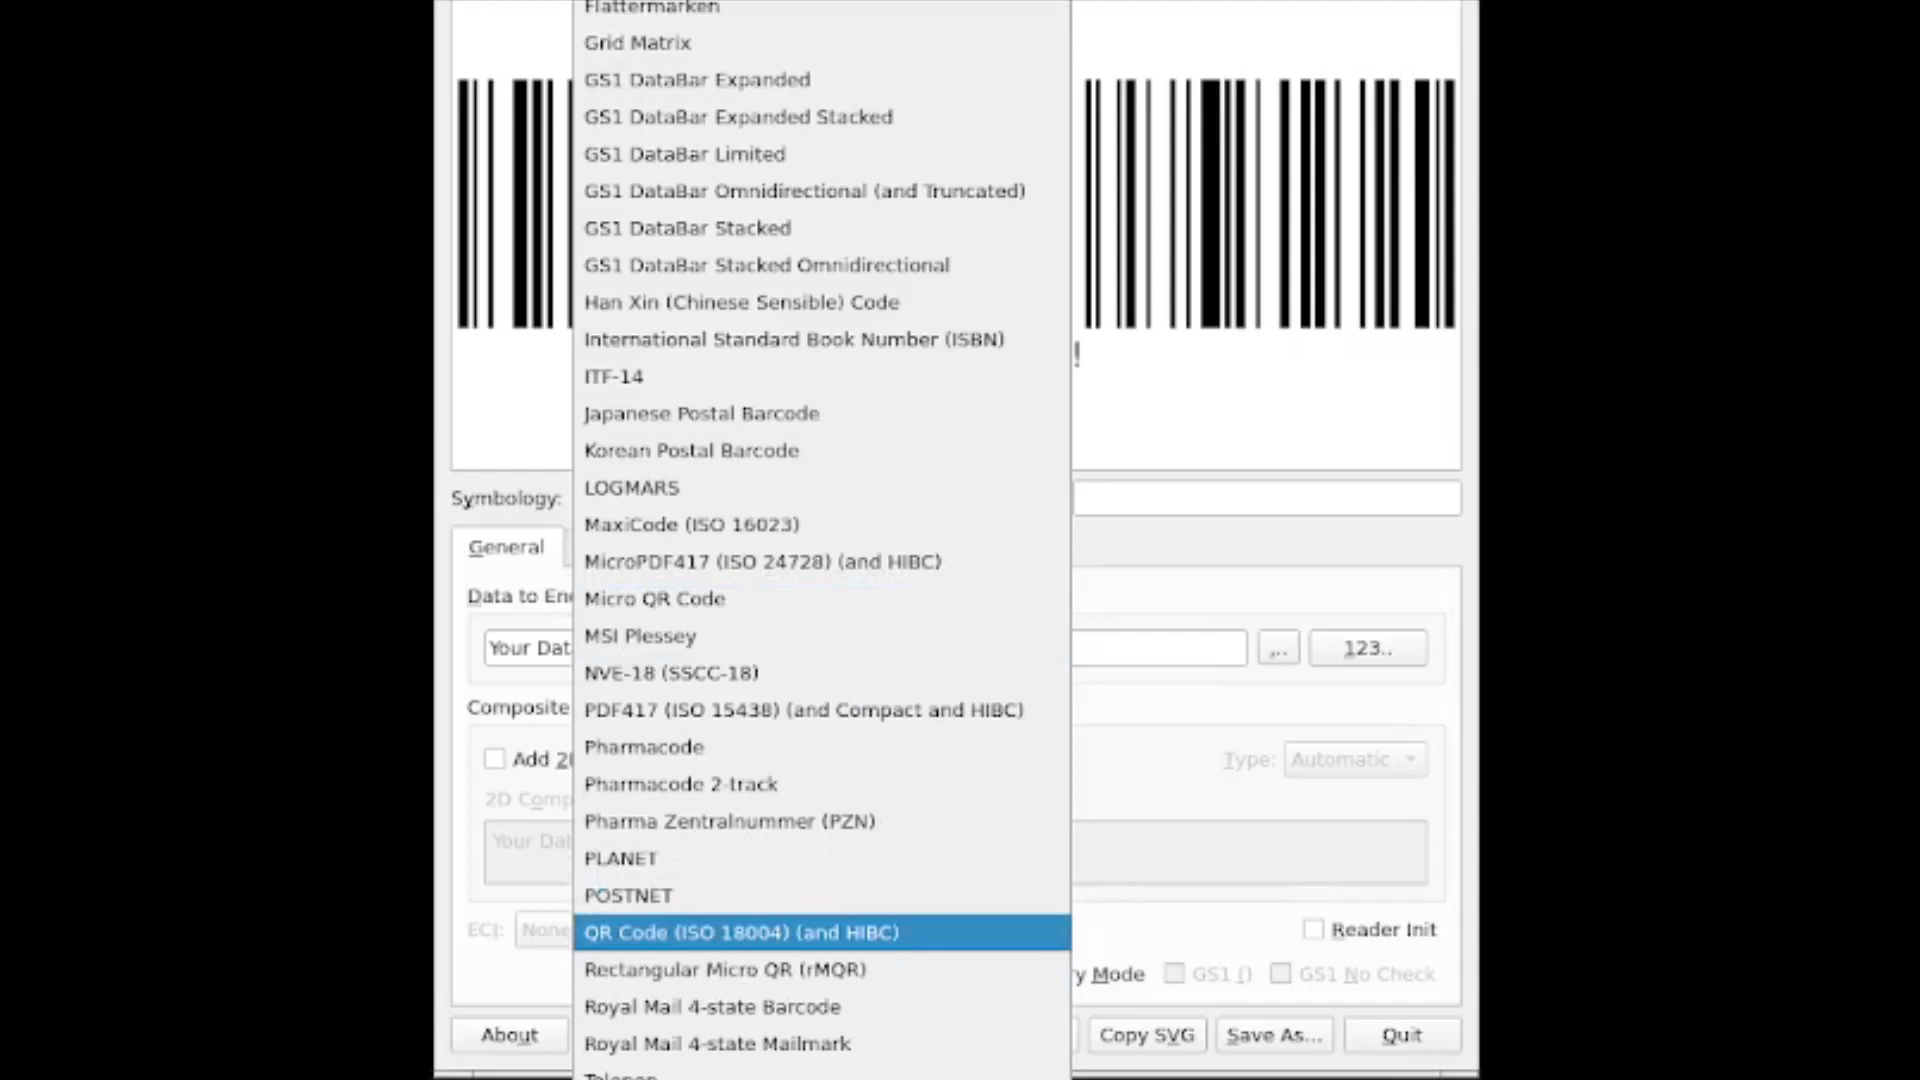 Flattermarken
Grid Matrix
GS1 DataBar Expanded
GS1 DataBar Expanded Stacked
GS1 DataBar Limited
GS1 DataBar Omnidirectional (and Truncated)
GS1 DataBar Stacked
GS1 DataBar Stacked Omnidirectional
Han Xin (Chinese Sensible) Code
International Standard Book Number (ISBN)
!
ITF-14
Japanese Postal Barcode
Korean Postal Barcode
LOGMARS
Symbology:
MaxiCode (ISO 16023)
General
MicroPDF417 (ISO 24728) (and HIBC)
Data to En
Micro QR Code
MSI Plessey
Your Dat
... 123..
NVE-18 (SSCC-18)
Composite
PDF417 (ISO 15438) (and Compact and HIBC)
Pharmacode
Add 2
Type: Automatic
Pharmacode 2-track
2D Comp
Pharma Zentralnummer (PZN)
Your Dat
PLANET
POSTNET
ECI: None
QR Code (ISO 18004) (and HIBC)
Reader Init
Rectangular Micro QR (rMQR)
y Mode GS1 () GS1 No Check
Royal Mail 4-state Barcode
About
Copy SVG Save As... Quit
Royal Mail 4-state Mailmark